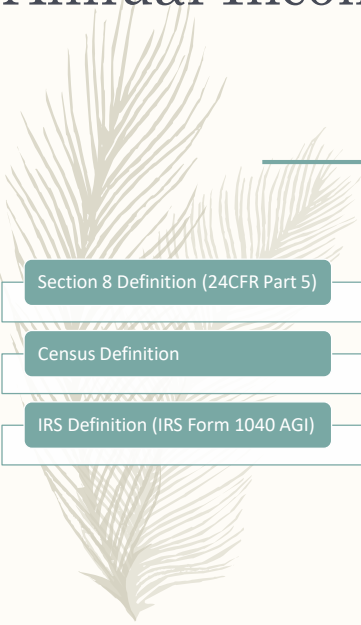 Section 8 Definition (24CFR Part 5)
Census Definition
IRS Definition (IRS Form 1040 AGI)